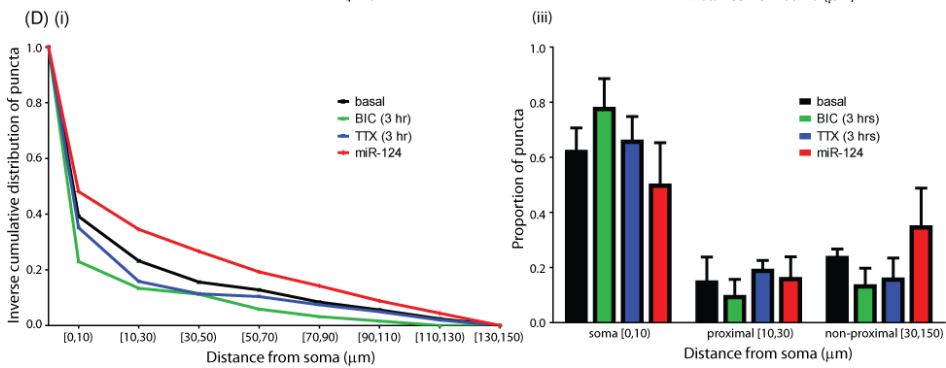 (D) (i)
Inverse cumulative distribution of puncta
1.0
0.8
0.6
0.4
0.2
0.0
basal
BIC (3 hr)
TTX (3 hr)
miR-124
[0,10) [10,30) [30,50) [50,70) [70,90) [90,110) [110,130) [130,150)
Distance from soma (μm)
(iii)
Proportion of puncta
1.0
0.8
0.6
0.4
0.2
0.0
basal
BIC (3 hrs)
TTX (3 hrs)
miR-124
soma [0,10) proximal [10,30) non-proximal [30,150)
Distance from soma (μm)